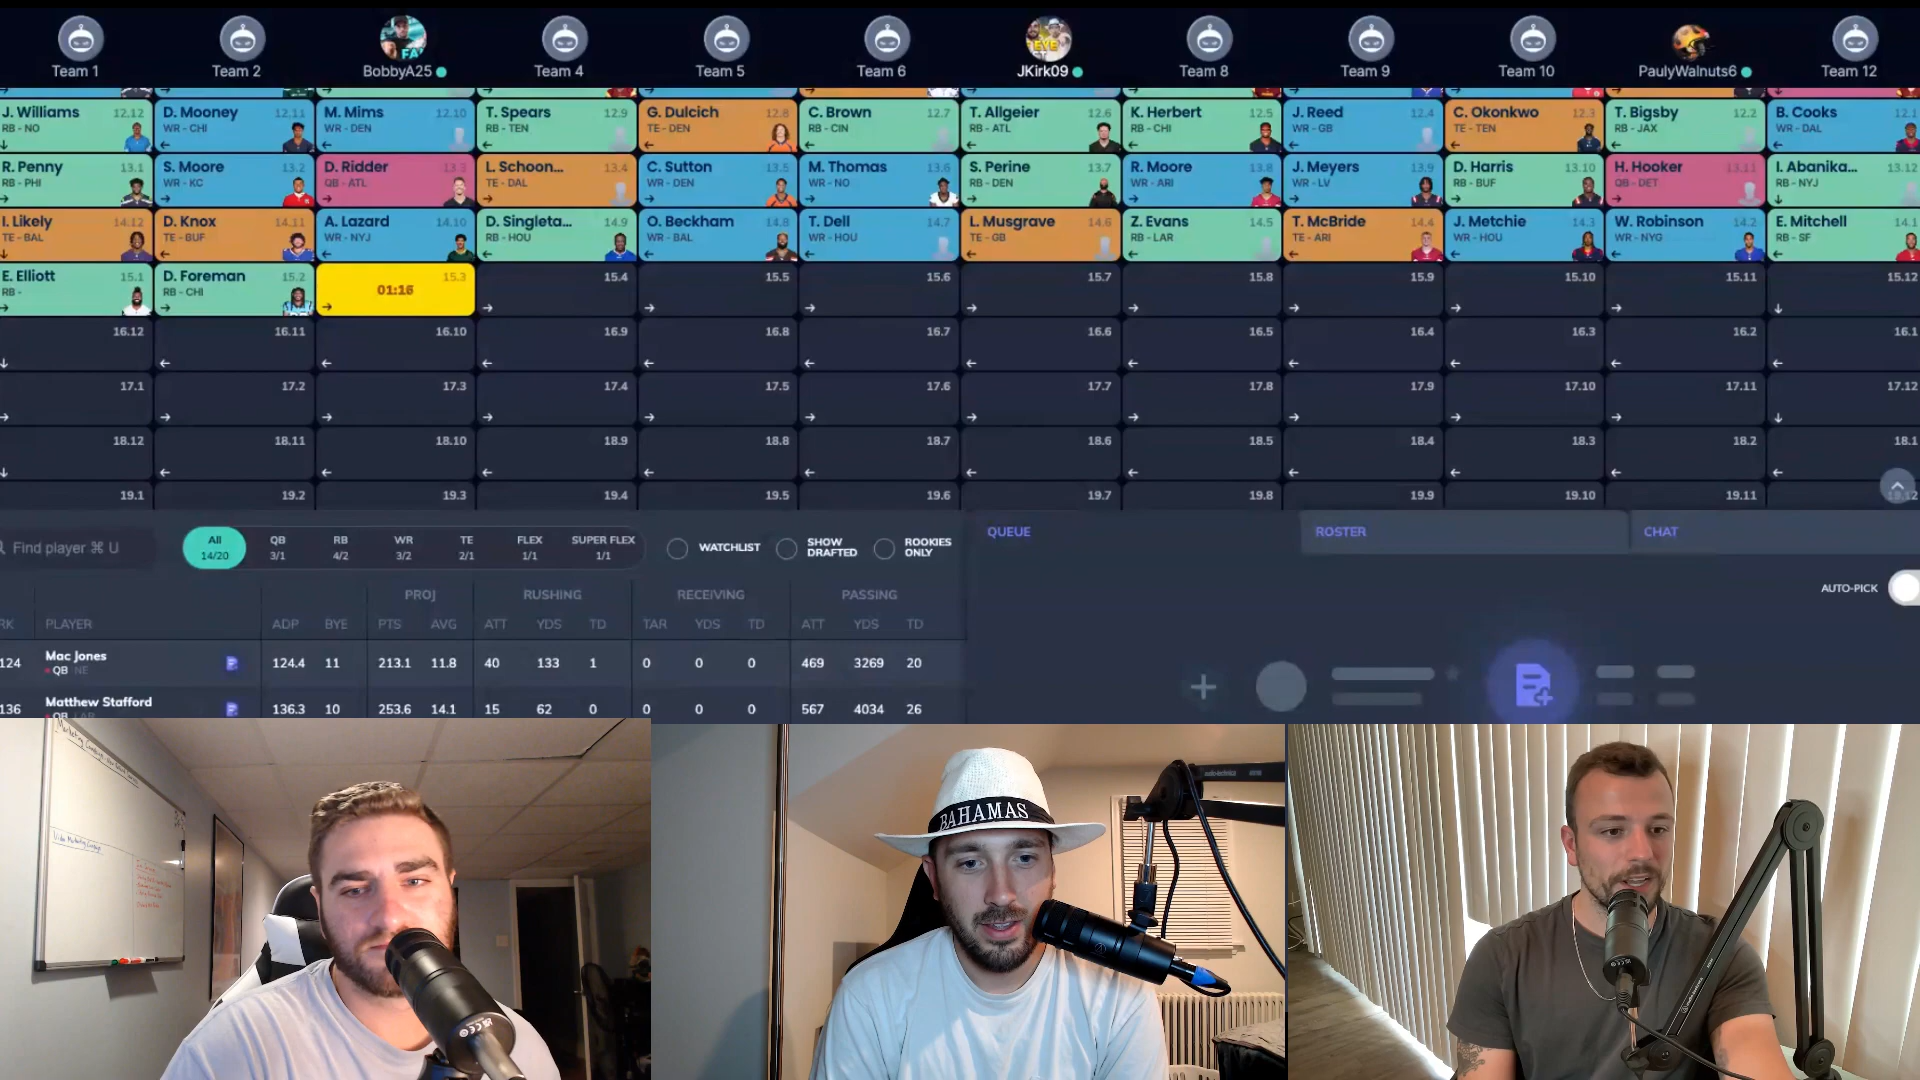 Team 1 Team 2 BobbyA25 Team 4 Team 5 Team 6 JKirk09 Team 8 Team 9 Team 10 PaulyWalnuts6 Team 12
J. Williams 12.12 D. Mooney 12.11 M. Mims 12.10 T. Spears 12.9 G. Dulcich 12.8 C. Brown 12.7 T. Allgeier 12.6 K. Herbert 12.5 J. Reed 12.4 C. Okonkwo 12.3 T. Bigsby 12.2 B. Cooks 12.1
RB - NO WR - CHI WR - DEN RB - TEN TE - DEN RB - CIN RB - ATL RB - CHI WR - GB TE - TEN RB - JAX WR - DAL
R. Penny 13.1 S. Moore 13.2 D. Ridder 13.3 L. Schoon... 13.4 C. Sutton 13.5 M. Thomas 13.6 S. Perine 13.7 R. Moore 13.8 J. Meyers 13.9 D. Harris 13.10 H. Hooker 13.11 I. Abanika... 13.12
RB - PHI WR - KC QB - ATL TE - DAL WR - DEN WR - NO RB - DEN WR - ARI WR - LV RB - BUF QB - DET RB - NYJ
I. Likely 14.12 D. Knox 14.11 A. Lazard 14.10 D. Singleta... 14.9 O. Beckham 14.8 T. Dell 14.7 L. Musgrave 14.6 Z. Evans 14.5 T. McBride 14.4 J. Metchie 14.3 W. Robinson 14.2 E. Mitchell 14.1
TE - BAL TE - BUF WR - NYJ RB - HOU WR - BAL WR - HOU TE - GB RB - LAR TE - ARI WR - HOU WR - NYG RB - SF
E. Elliott 15.1 D. Foreman 15.2 15.3 15.4 15.5 15.6 15.7 15.8 15.9 15.10 15.11 15.12
RB - RB - CHI 01:16
16.12 16.11 16.10 16.9 16.8 16.7 16.6 16.5 16.4 16.3 16.2 16.1
17.1 17.2 17.3 17.4 17.5 17.6 17.7 17.8 17.9 17.10 17.11 17.12
18.12 18.11 18.10 18.9 18.8 18.7 18.6 18.5 18.4 18.3 18.2 18.1
19.1 19.2 19.3 19.4 19.5 19.6 19.7 19.8 19.9 19.10 19.11 19.12
QUEUE ROSTER CHAT
Find player ⌘ U All QB RB WR TE FLEX SUPER FLEX WATCHLIST SHOW DRAFTED ROOKIES ONLY
14/20 3/1 4/2 3/2 2/1 1/1 1/1
AUTO-PICK
PROJ RUSHING RECEIVING PASSING
RK PLAYER ADP BYE PTS AVG ATT YDS TD TAR YDS TD ATT YDS TD
124 Mac Jones 124.4 11 213.1 11.8 40 133 1 0 0 0 469 3269 20
QB NE
136 Matthew Stafford 136.3 10 253.6 14.1 15 62 0 0 0 0 567 4034 26
QB LAR
BAHAMAS
audio-technica